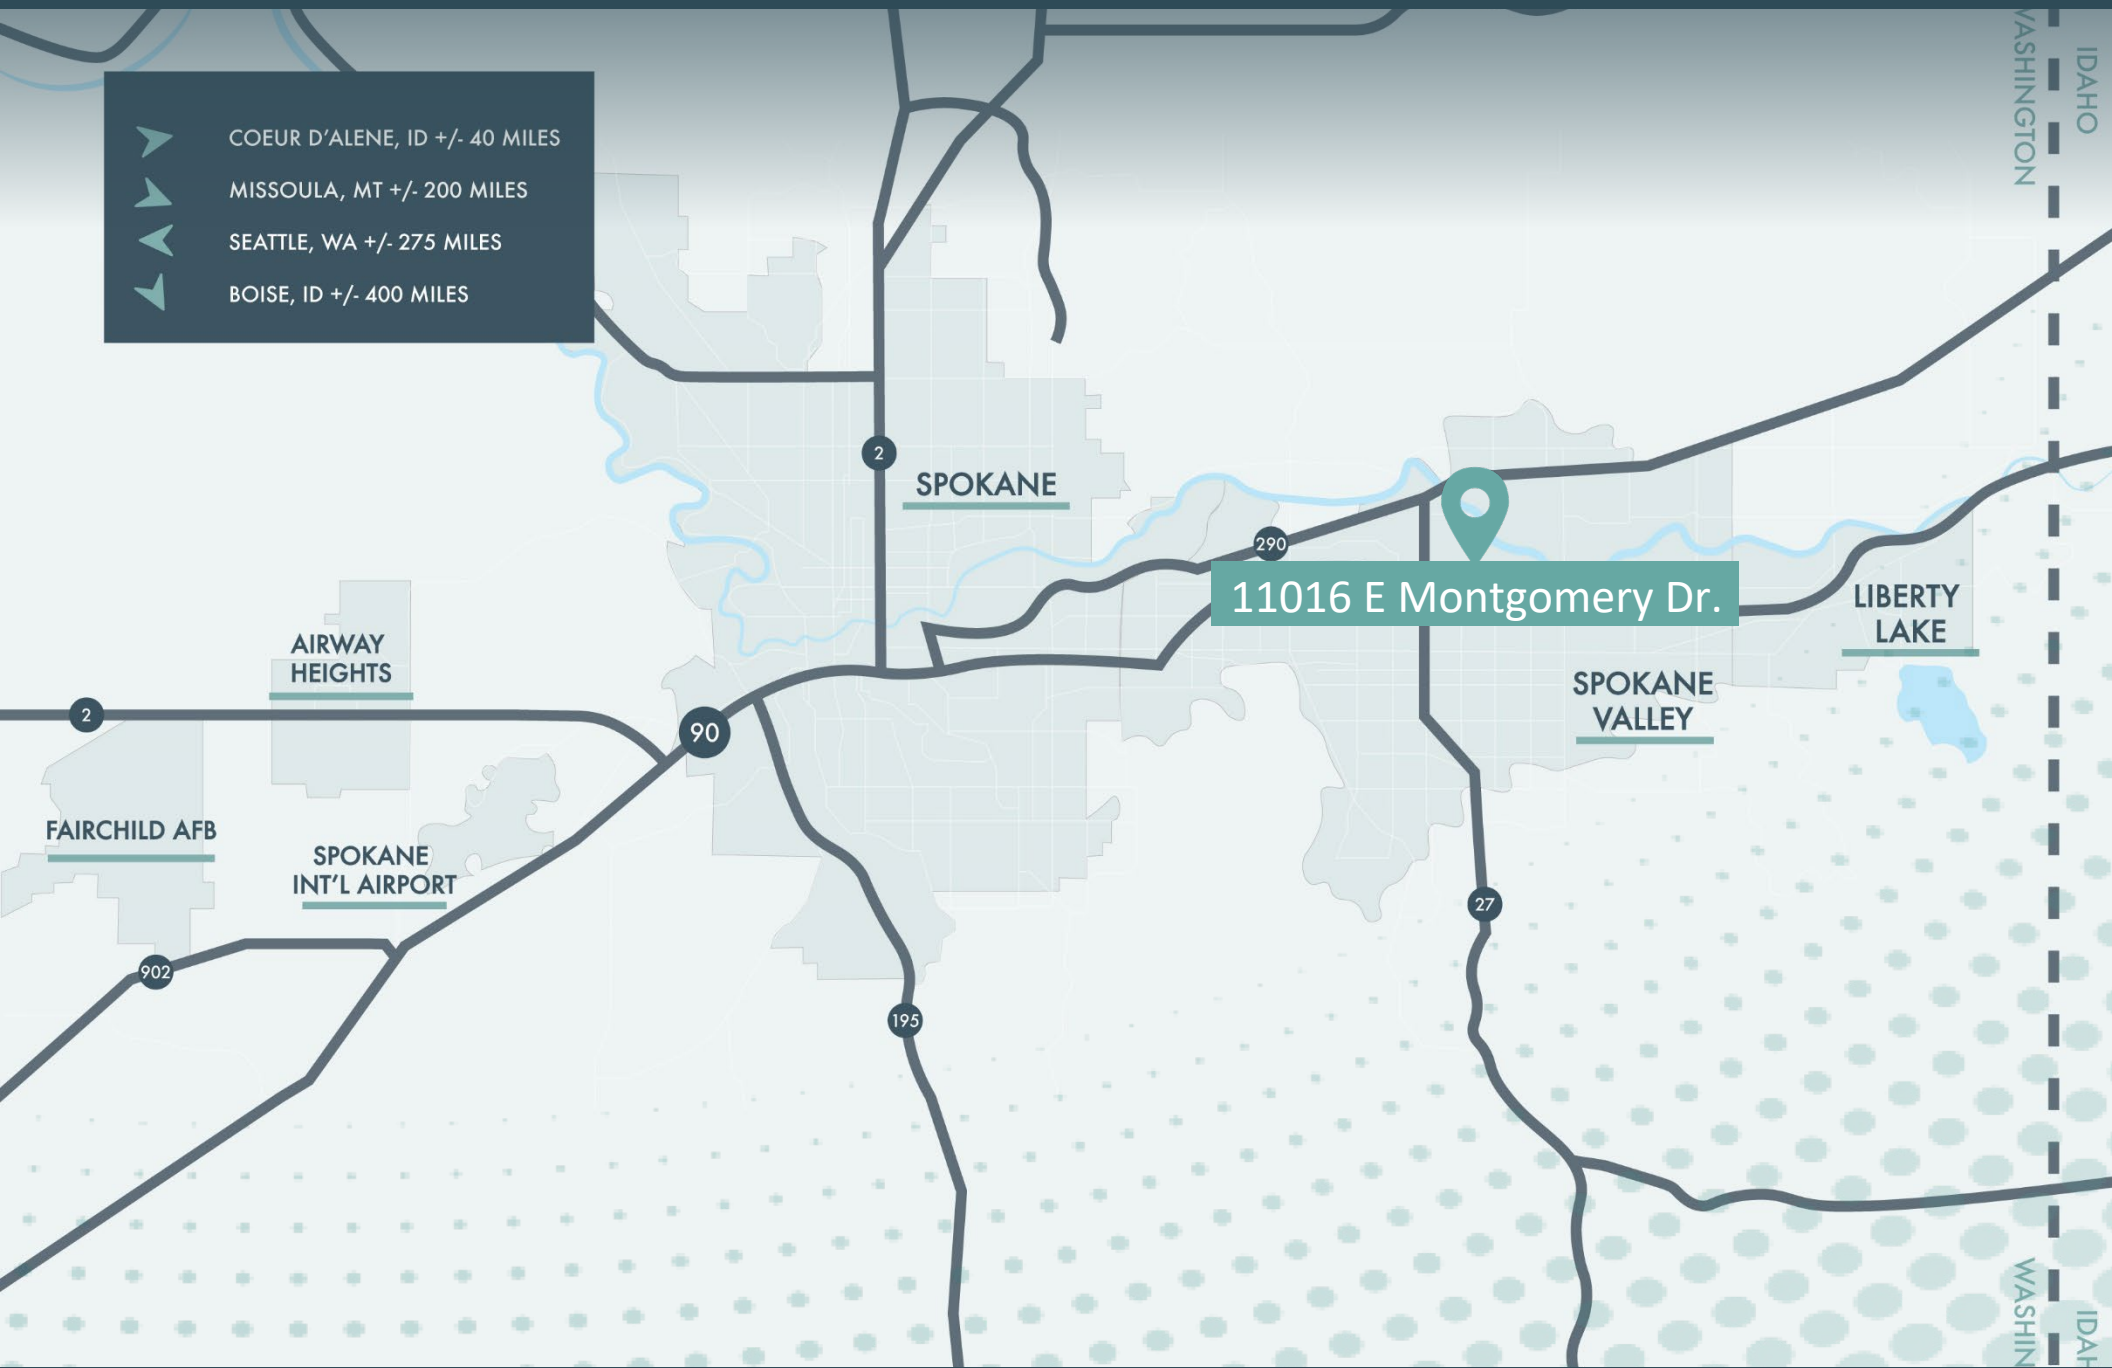 WASHINGTON
IDAHO
COEUR D'ALENE, ID +/- 40 MILES
MISSOULA, MT +/- 200 MILES
SEATTLE, WA +/- 275 MILES
BOISE, ID +/- 400 MILES
2
SPOKANE
290
11016 E Montgomery Dr.
LIBERTY
LAKE
AIRWAY
HEIGHTS
SPOKANE
VALLEY
2
90
FAIRCHILD AFB
SPOKANE
INT'L AIRPORT
27
902
195
WASHIN
IDAH